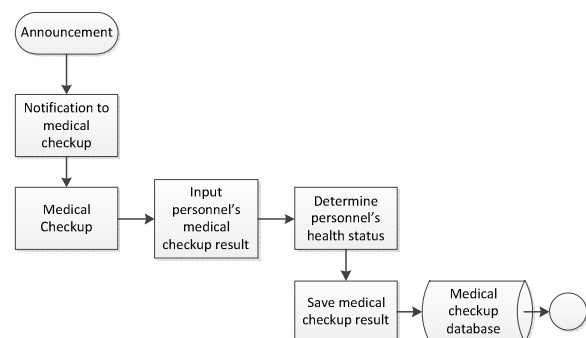 Announcement
Notification to
medical
checkup
Medical
Checkup
Input
personnel's
medical
checkup result
Determine
personnel's
health status
Save medical
checkup result
Medical
checkup
database